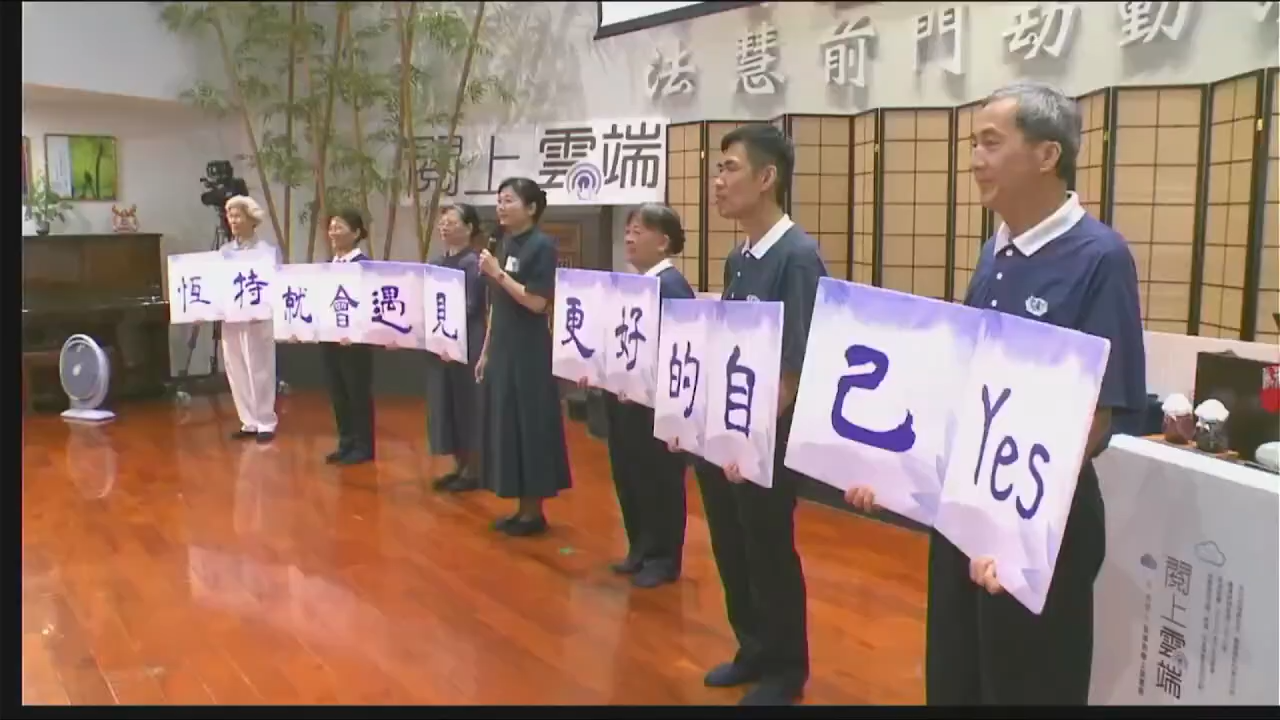 法慧前門劫動
閱上雲端
恒持就會遇見更好的自己Yes
閱上雲端